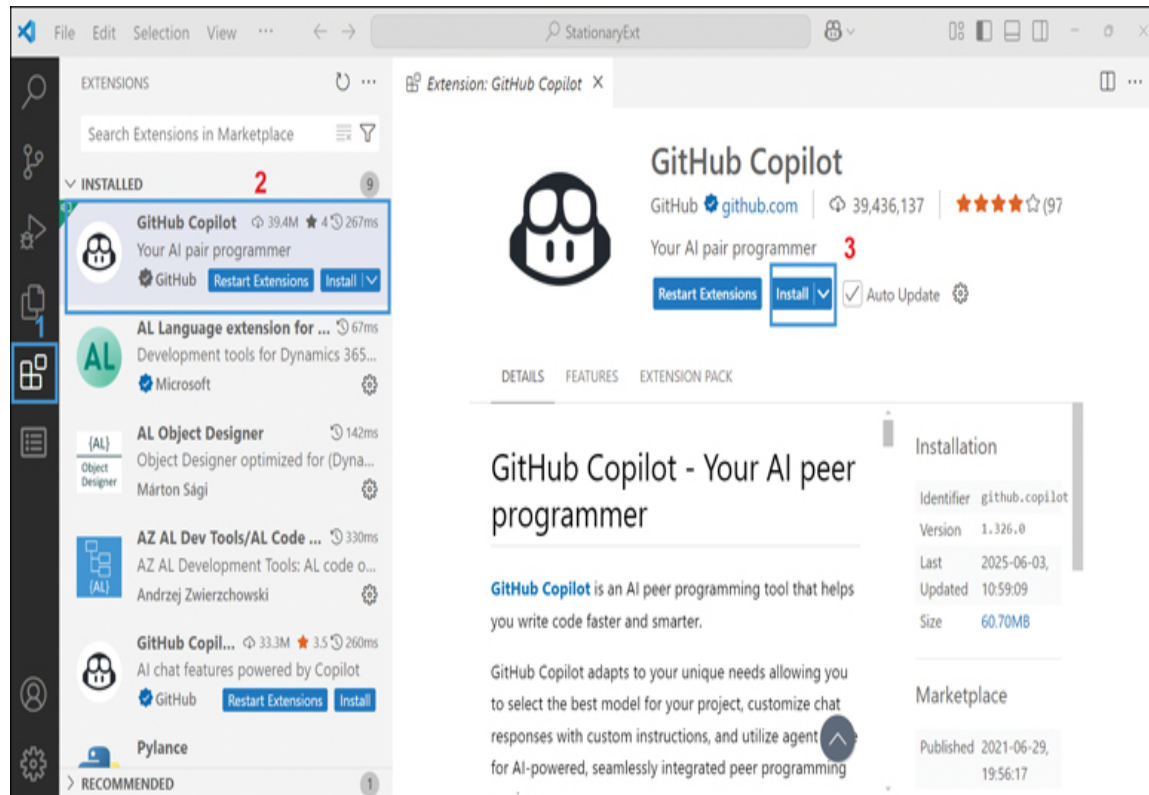 File Edit Selection View ··· StationaryExt
EXTENSIONS
Extension: GitHub Copilot
Search Extensions in Marketplace
INSTALLED 2 9
GitHub Copilot 39.4M 4 267ms
Your AI pair programmer
GitHub Restart Extensions Install
1
AL Language extension for ... 67ms
Development tools for Dynamics 365...
Microsoft
AL
{AL}
Object
Designer
AL Object Designer 142ms
Object Designer optimized for (Dyna...
Márton Sági
AZ AL Dev Tools/AL Code ... 330ms
AZ AL Development Tools: AL code o...
Andrzej Zwierzchowski
{AL}
GitHub Copil... 33.3M 3.5 260ms
AI chat features powered by Copilot
GitHub Restart Extensions Install
Pylance
RECOMMENDED 1
GitHub Copilot
GitHub github.com 39,436,137 (97
Your AI pair programmer 3
Restart Extensions Install Auto Update
DETAILS FEATURES EXTENSION PACK
GitHub Copilot - Your AI peer
programmer
GitHub Copilot is an AI peer programming tool that helps
you write code faster and smarter.
GitHub Copilot adapts to your unique needs allowing you
to select the best model for your project, customize chat
responses with custom instructions, and utilize agent
for AI-powered, seamlessly integrated peer programming
Installation
Identifier github.copilot
Version 1.326.0
Last 2025-06-03,
Updated 10:59:09
Size 60.70MB
Marketplace
Published 2021-06-29,
19:56:17